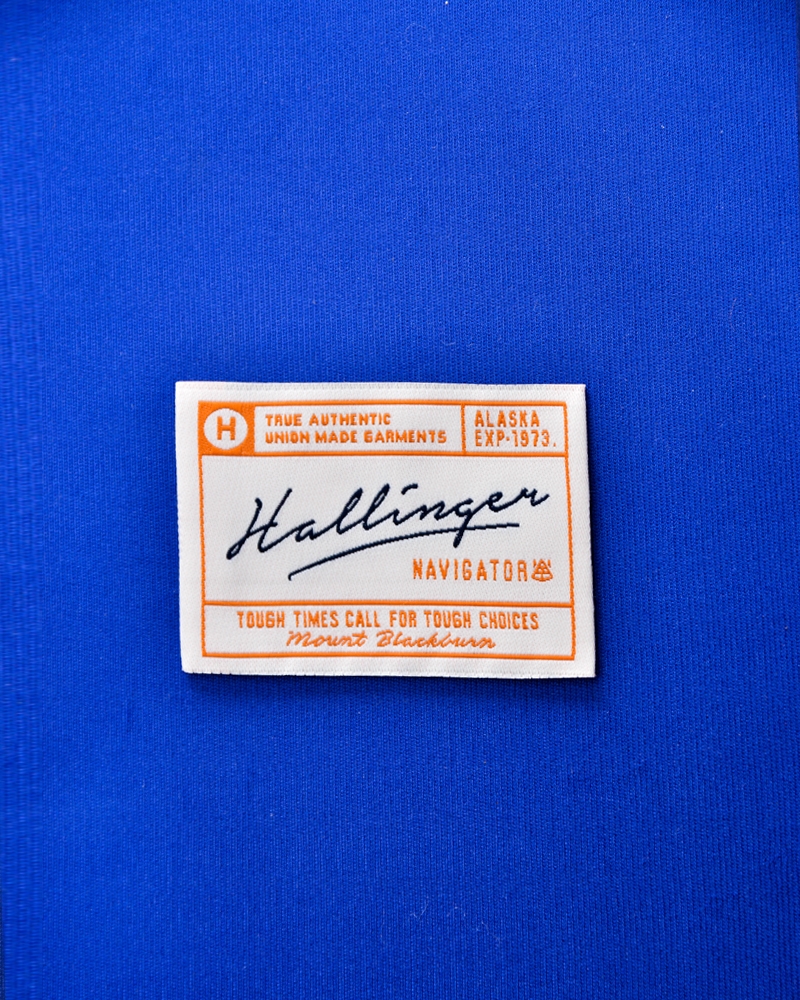 H
TRUE AUTHENTIC
UNION MADE GARMENTS
ALASKA
EXP·1973.
Hallinger
NAVIGATOR
TOUGH TIMES CALL FOR TOUGH CHOICES
Mount Blackburn